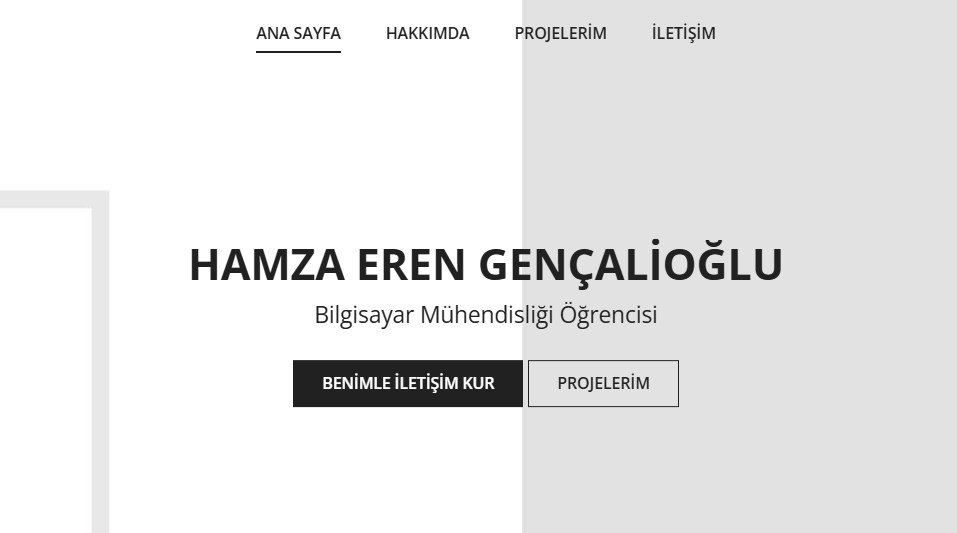 ANA SAYFA HAKKIMDA PROJELERİM İLETİŞİM
HAMZA EREN GENÇALİOĞLU
Bilgisayar Mühendisliği Öğrencisi
BENİMLE İLETİŞİM KUR PROJELERİM